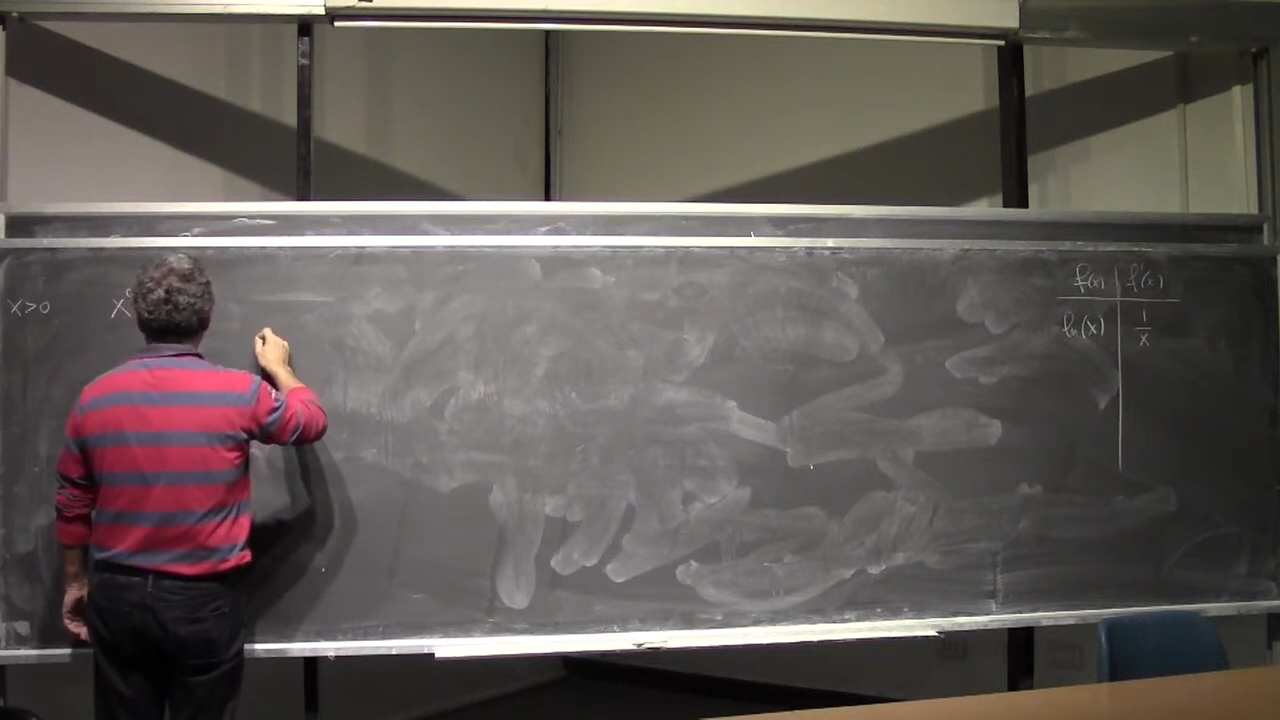 x>0 x
f(x) f'(x)
ln(x) 1/x